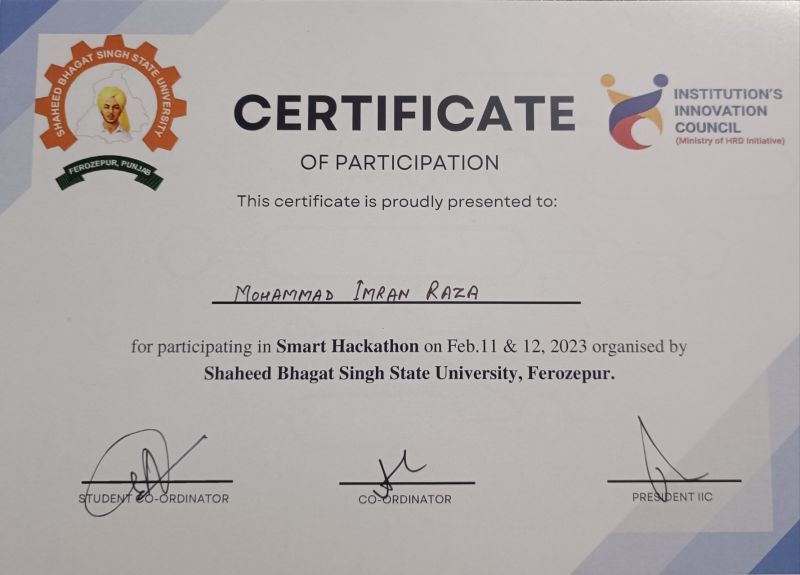 SHAHEED BHAGAT SINGH STATE UNIVERSITY
FEROZEPUR, PUNJAB
INSTITUTION'S
INNOVATION
COUNCIL
(Ministry of HRD Initiative)
CERTIFICATE
OF PARTICIPATION
This certificate is proudly presented to:
MOHAMMAD IMRAN RAZA
for participating in Smart Hackathon on Feb.11 & 12, 2023 organised by
Shaheed Bhagat Singh State University, Ferozepur.
STUDENT CO-ORDINATOR
CO-ORDINATOR
PRESIDENT IIC